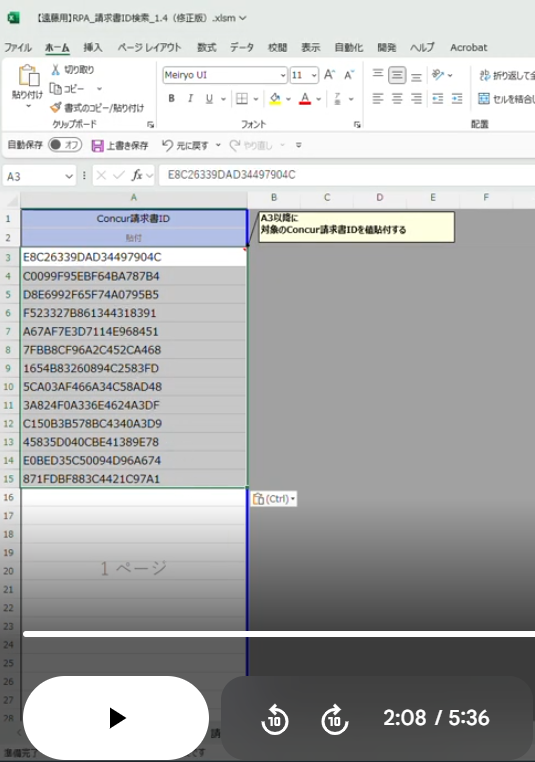 【遠藤用】RPA_請求書ID検索_1.4（修正版）.xlsm
ファイル ホーム 挿入 ページ レイアウト 数式 データ 校閲 表示 自動化 開発 ヘルプ Acrobat
貼り付け
切り取り
コピー
書式のコピー/貼り付け
クリップボード
Meiryo UI 11
B I U
フォント
折り返して全
セルを結合
配置
自動保存 オフ 上書き保存 元に戻す やり直し
A3 fx E8C26339DAD34497904C
A B C D E F
1 Concur請求書ID
2 貼付
A3以降に
対象のConcur請求書IDを値貼付する
3 E8C26339DAD34497904C
4 C0099F95EBF64BA787B4
5 D8E6992F65F74A0795B5
6 F523327B861344318391
7 A67AF7E3D7114E968451
8 7FBB8CF96A2C452CA468
9 1654B83260894C2583FD
10 5CA03AF466A34C58AD48
11 3A824F0A336E4624A3DF
12 C150B3B578BC4340A3D9
13 45835D040CBE41389E78
14 E0BED35C50094D96A674
15 871FDBF883C4421C97A1
16
(Ctrl)
17
18
19
20
1 ページ
21
22
23
24
25
26
27
28
10 10 2:08 / 5:36
請
準備完了
です